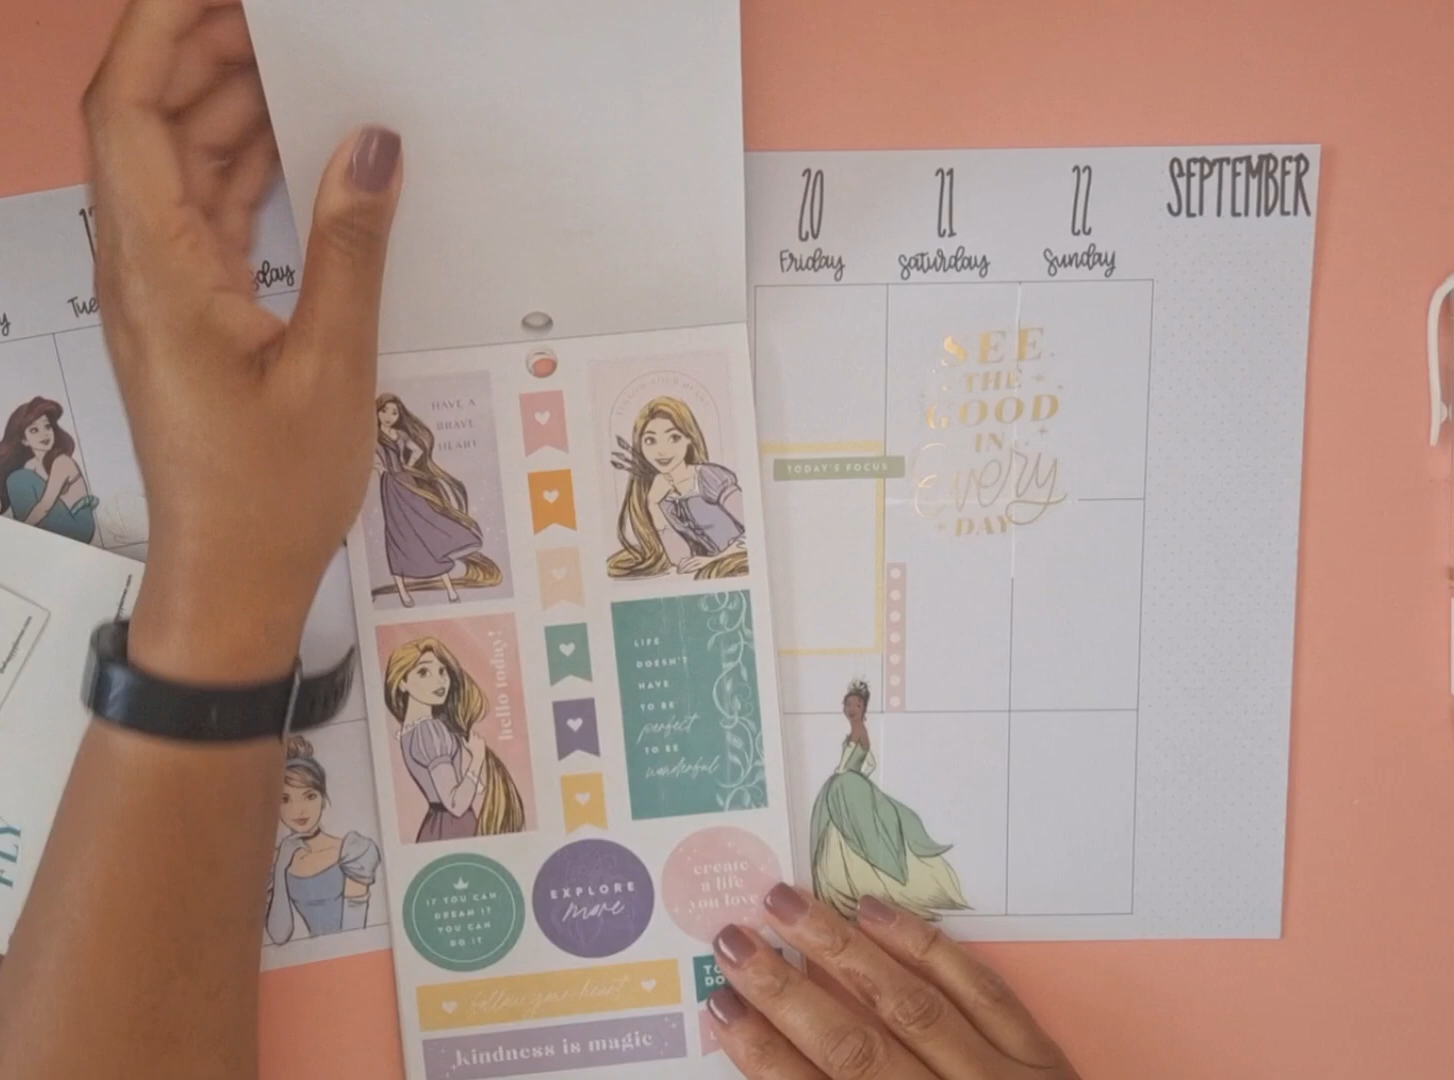 20
21
22
SEPTEMBER
Friday
Saturday
Sunday
SEE
THE
GOOD
IN
Every
DAY
TODAY'S FOCUS
HAVE A
BRAVE
HEART
hello today!
LIFE
DOESN'T
HAVE
TO BE
perfect
TO BE
wonderful
IF YOU CAN
DREAM IT
YOU CAN
DO IT
EXPLORE
more
create
a life
you love
follow your heart
kindness is magic
FLY